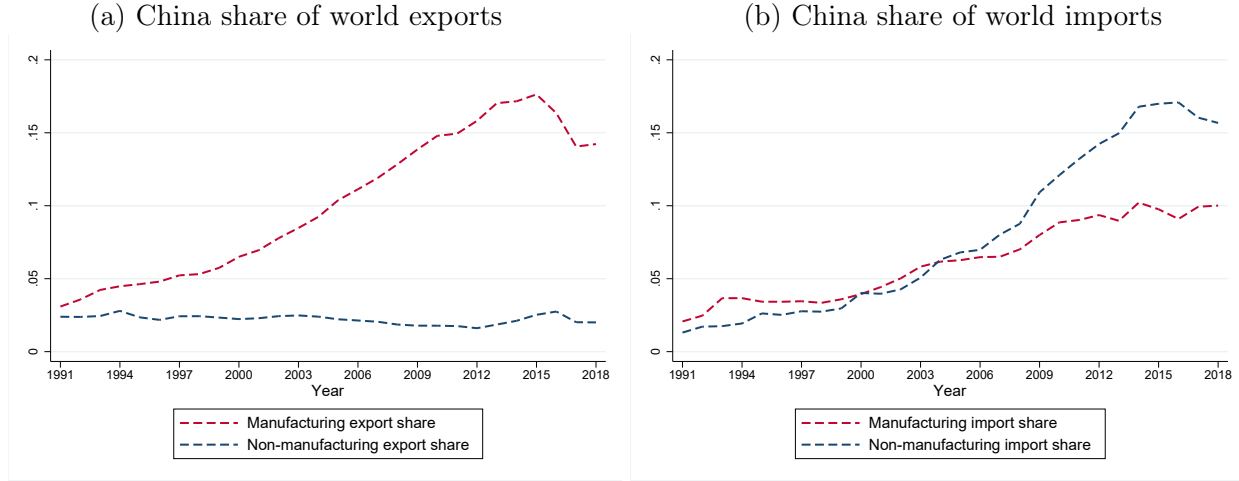 (a) China share of world exports
.2
.15
.1
.05
0
1991 1994 1997 2000 2003 2006 2009 2012 2015 2018
Year
Manufacturing export share
Non-manufacturing export share
(b) China share of world imports
.2
.15
.1
.05
0
1991 1994 1997 2000 2003 2006 2009 2012 2015 2018
Year
Manufacturing import share
Non-manufacturing import share